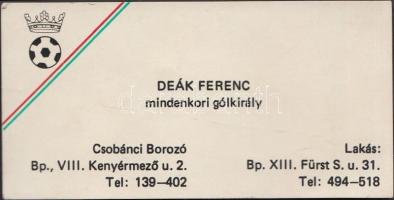 DEÁK FERENC
mindenkori gólkirály
Csobánci Borozó
Bp., VIII. Kenyérmező u. 2.
Tel: 139—402
Lakás:
Bp. XIII. Fürst S. u. 31.
Tel: 494—518